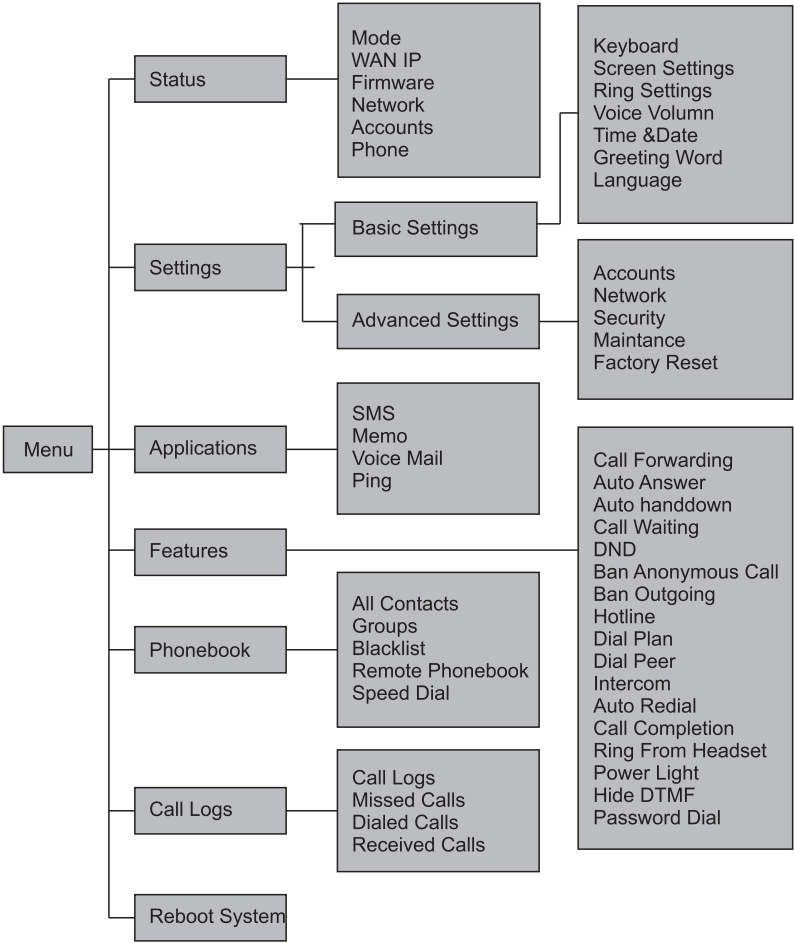 Menu
Status
Mode
WAN IP
Firmware
Network
Accounts
Phone
Settings
Basic Settings
Keyboard
Screen Settings
Ring Settings
Voice Volumn
Time &Date
Greeting Word
Language
Advanced Settings
Accounts
Network
Security
Maintance
Factory Reset
Applications
SMS
Memo
Voice Mail
Ping
Features
Call Forwarding
Auto Answer
Auto handdown
Call Waiting
DND
Ban Anonymous Call
Ban Outgoing
Hotline
Dial Plan
Dial Peer
Intercom
Auto Redial
Call Completion
Ring From Headset
Power Light
Hide DTMF
Password Dial
Phonebook
All Contacts
Groups
Blacklist
Remote Phonebook
Speed Dial
Call Logs
Call Logs
Missed Calls
Dialed Calls
Received Calls
Reboot System